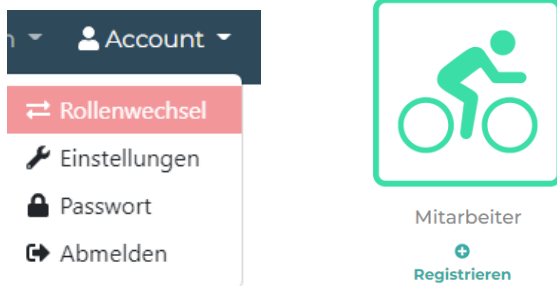 Account
Rollenwechsel
Einstellungen
Passwort
Abmelden
Mitarbeiter
Registrieren